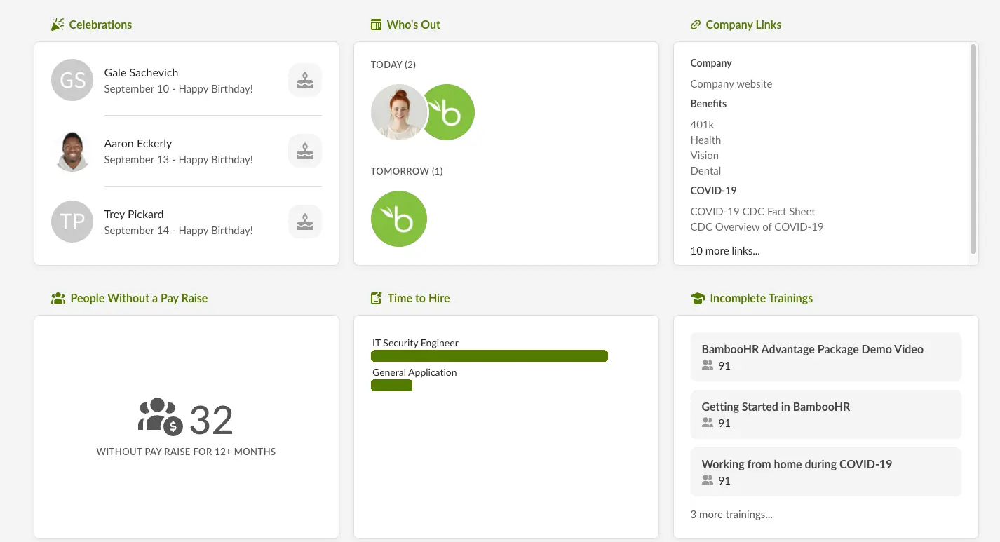 Celebrations
GS
Gale Sachevich
September 10 - Happy Birthday!
Aaron Eckerly
September 13 - Happy Birthday!
TP
Trey Pickard
September 14 - Happy Birthday!
Who's Out
TODAY (2)
b
TOMORROW (1)
b
Company Links
Company
Company website
Benefits
401k
Health
Vision
Dental
COVID-19
COVID-19 CDC Fact Sheet
CDC Overview of COVID-19
10 more links...
People Without a Pay Raise
$
32
WITHOUT PAY RAISE FOR 12+ MONTHS
Time to Hire
IT Security Engineer
General Application
Incomplete Trainings
BambooHR Advantage Package Demo Video
91
Getting Started in BambooHR
91
Working from home during COVID-19
91
3 more trainings...